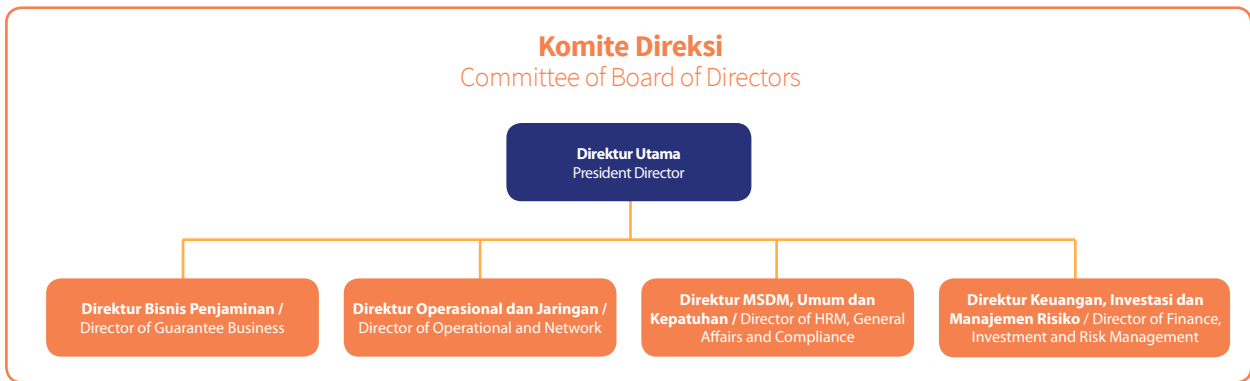 Komite Direksi
Committee of Board of Directors
Direktur Utama
President Director
Direktur Bisnis Penjaminan /
Director of Guarantee Business
Direktur Operasional dan Jaringan /
Director of Operational and Network
Direktur MSDM, Umum dan
Kepatuhan / Director of HRM, General
Affairs and Compliance
Direktur Keuangan, Investasi dan
Manajemen Risiko / Director of Finance,
Investment and Risk Management